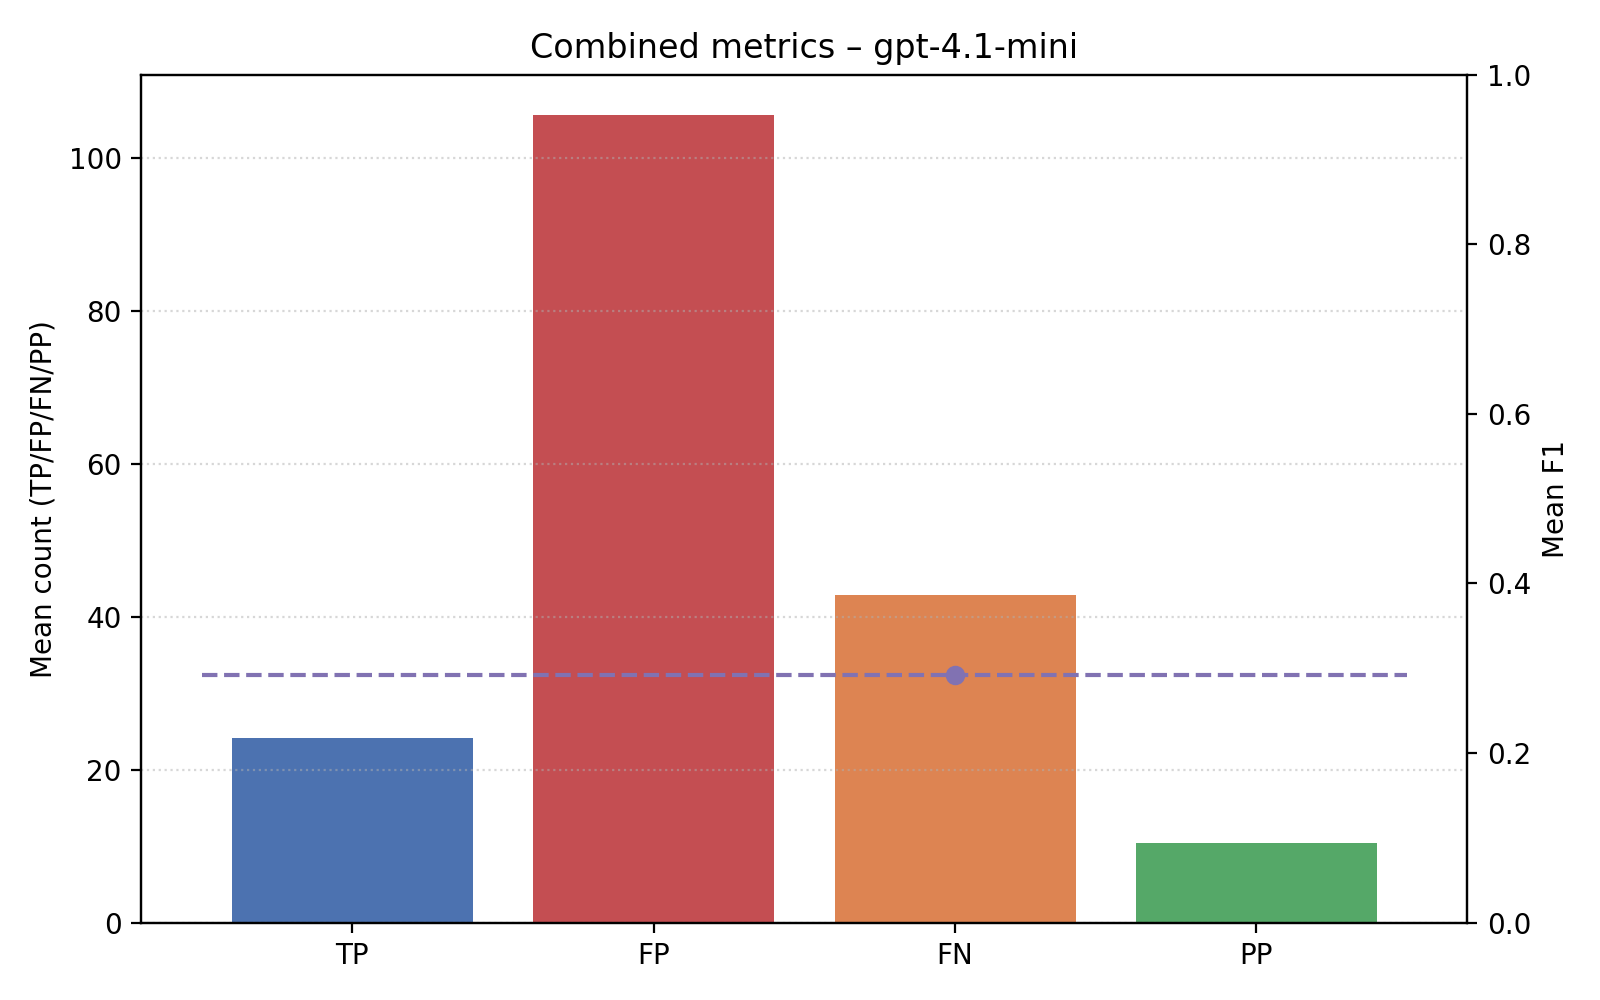 Combined metrics – gpt-4.1-mini
Mean count (TP/FP/FN/PP)
100
80
60
40
20
0
TP
FP
FN
PP
1.0
0.8
0.6
0.4
0.2
0.0
Mean F1